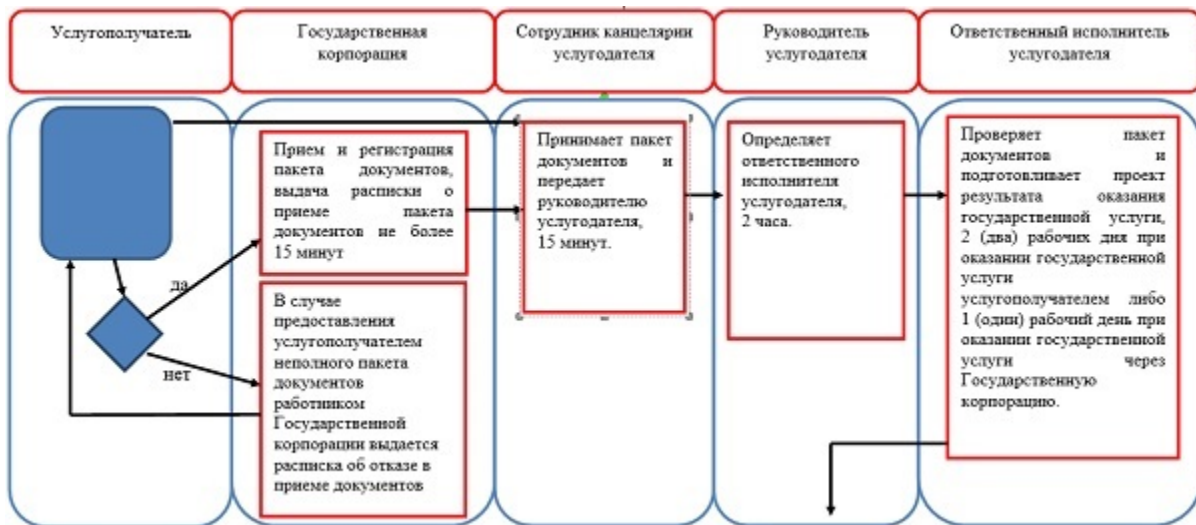 Услугополучатель
Государственная
корпорация
Сотрудник канцелярии
услугодателя
Руководитель
услугодателя
Ответственный исполнитель
услугодателя
Прием и регистрация
пакета документов,
выдача расписки о
приеме пакета
документов не более
15 минут
да
нет
В случае
предоставления
услугополучателем
неполного пакета
документов
работником
Государственной
корпорации выдается
расписка об отказе в
приеме документов
Принимает пакет
документов и
передает
руководителю
услугодателя,
15 минут.
Определяет
ответственного
исполнителя
услугодателя,
2 часа.
Проверяет пакет
документов и
подготовливает проект
результата оказания
государственной услуги,
2 (два) рабочих дня при
оказании государственной
услуги
услугополучателем либо
1 (один) рабочий день при
оказании государственной
услуги через
Государственную
корпорацию.